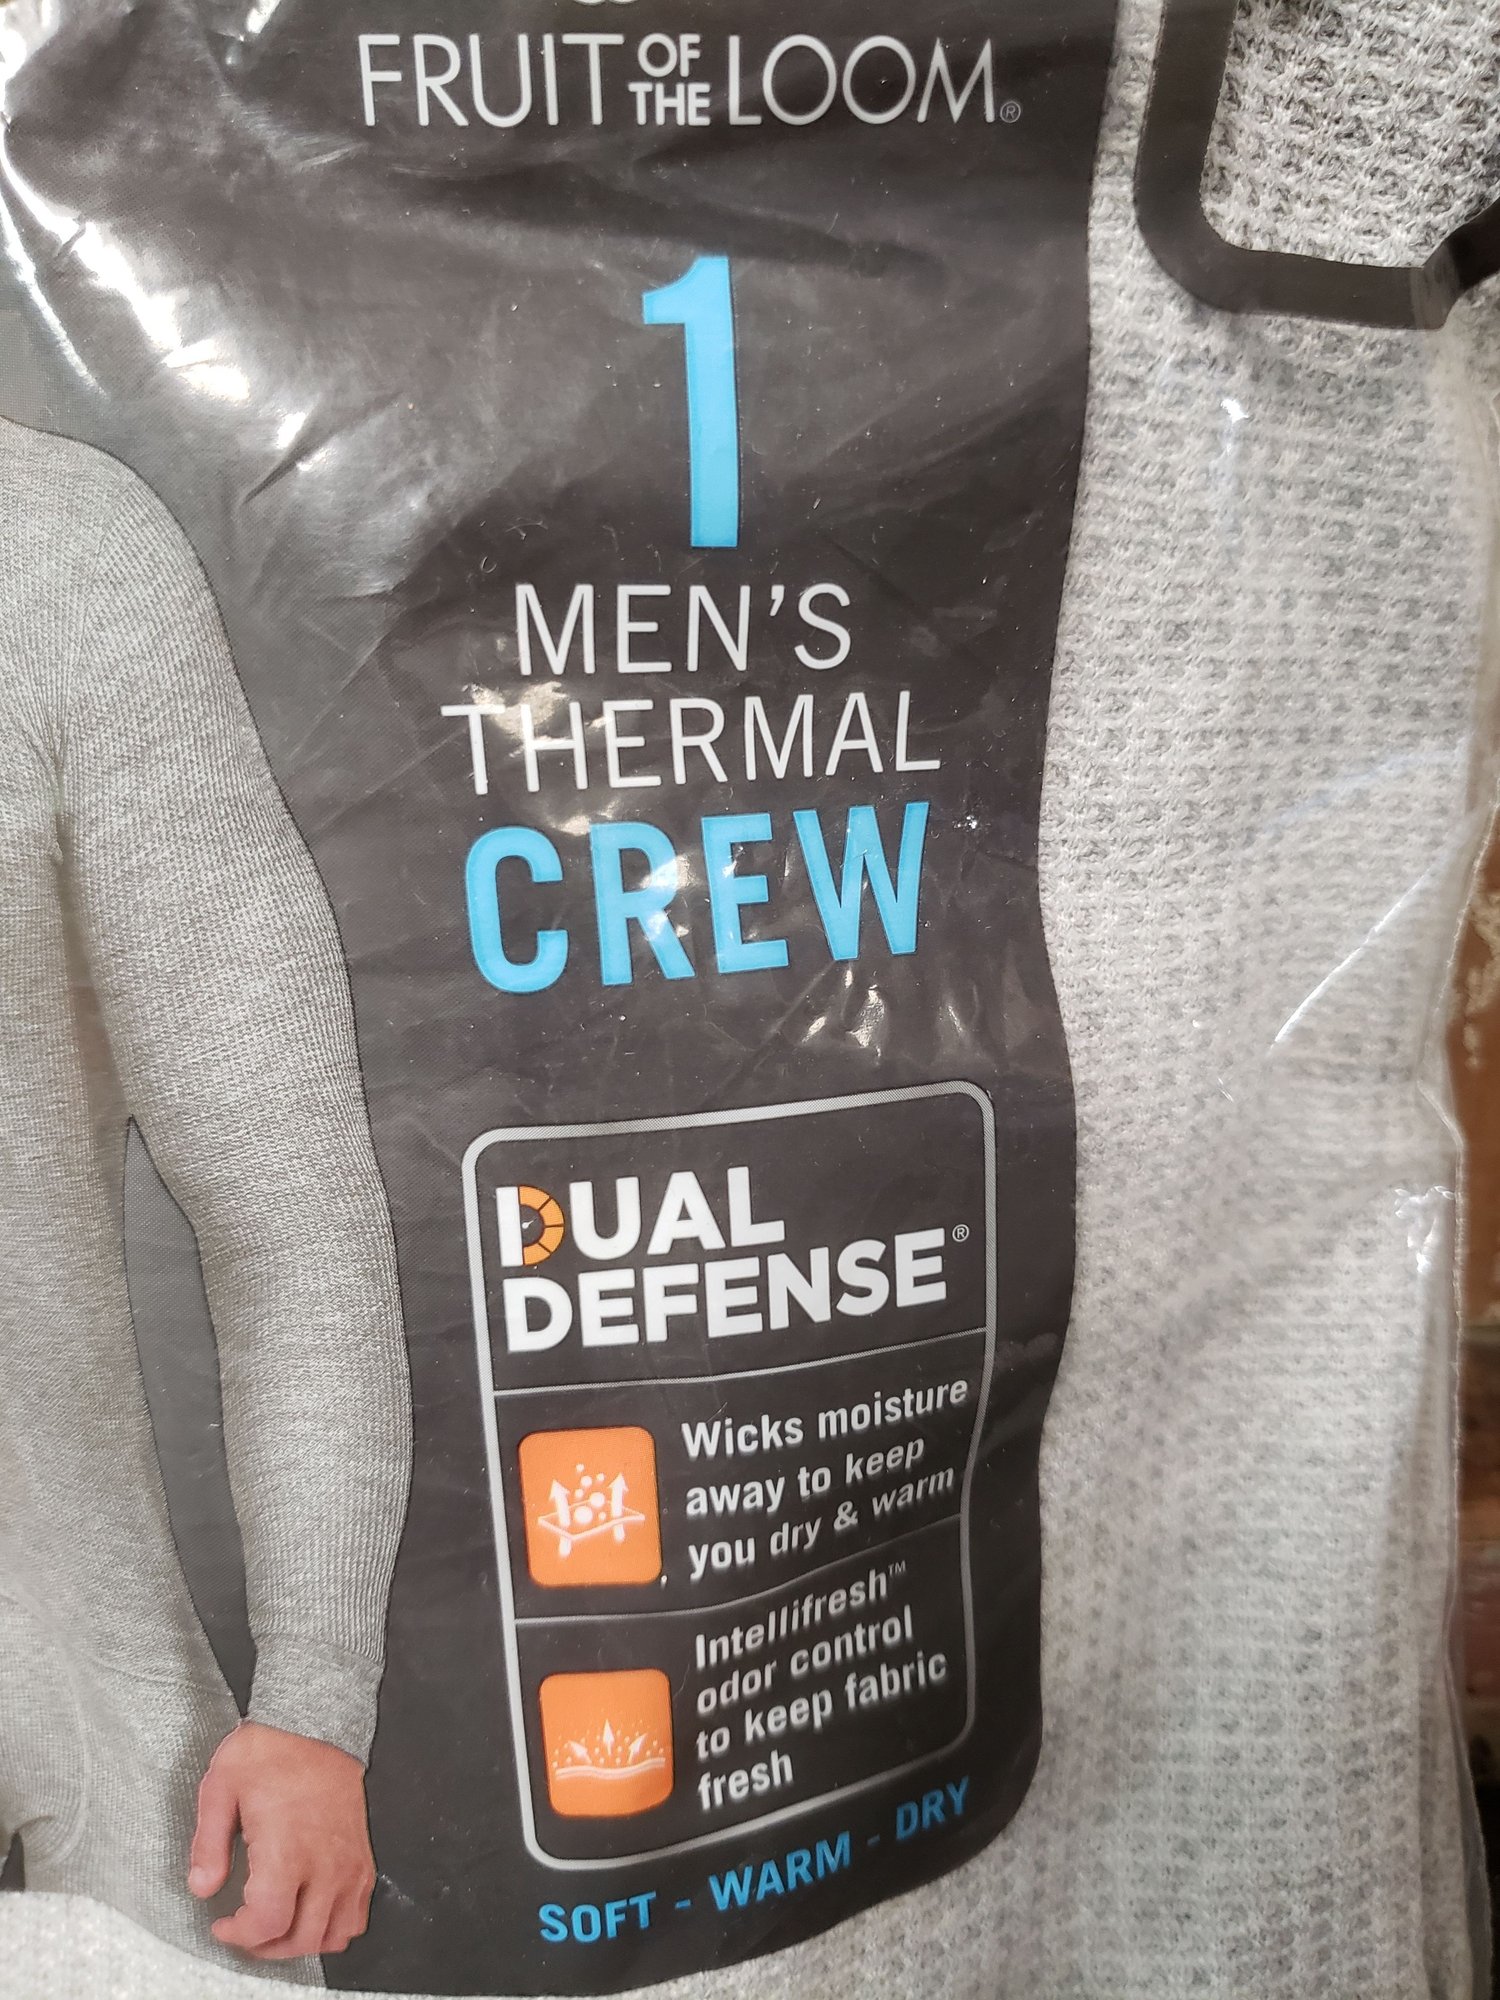 FRUIT OF THE LOOM®
1
MEN'S
THERMAL
CREW
DUAL
DEFENSE®
Wicks moisture
away to keep
you dry & warm
Intellifresh™
odor control
to keep fabric
fresh
SOFT - WARM - DRY